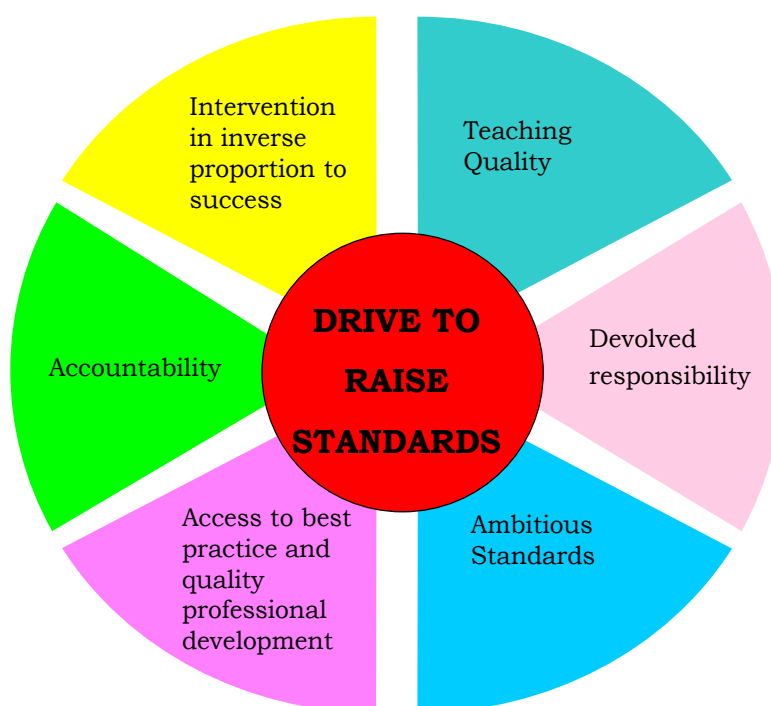 Intervention
in inverse
proportion to
success
Teaching
Quality
Accountability
DRIVE TO
RAISE
STANDARDS
Devolved
responsibility
Access to best
practice and
quality
professional
development
Ambitious
Standards